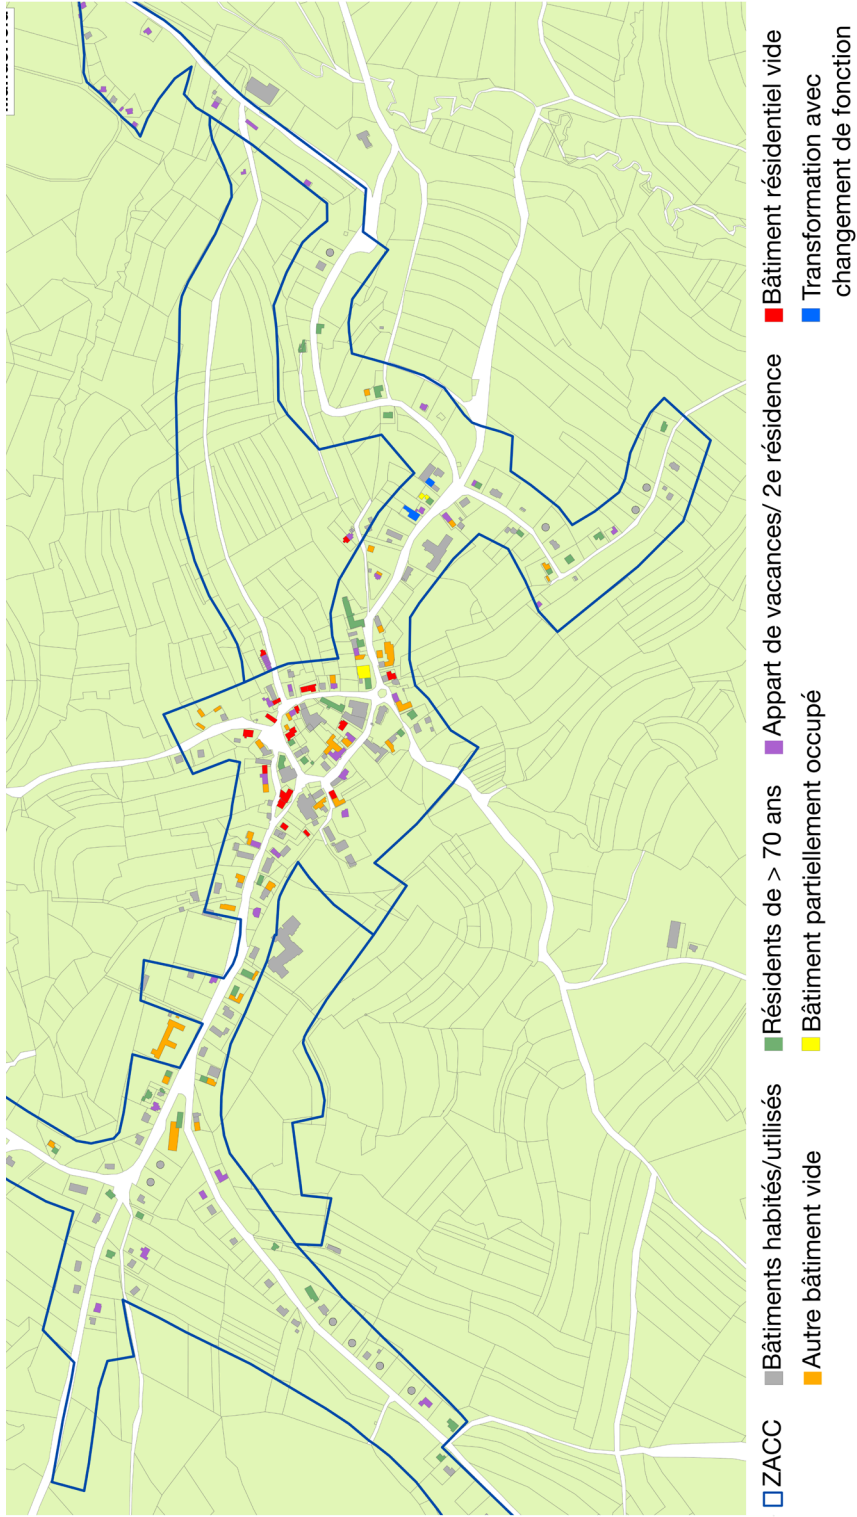 ZACC
Bâtiments habités/utilisés
Résidents de > 70 ans
Appart de vacances/ 2e résidence
Bâtiment résidentiel vide
Autre bâtiment vide
Bâtiment partiellement occupé
Transformation avec
changement de fonction